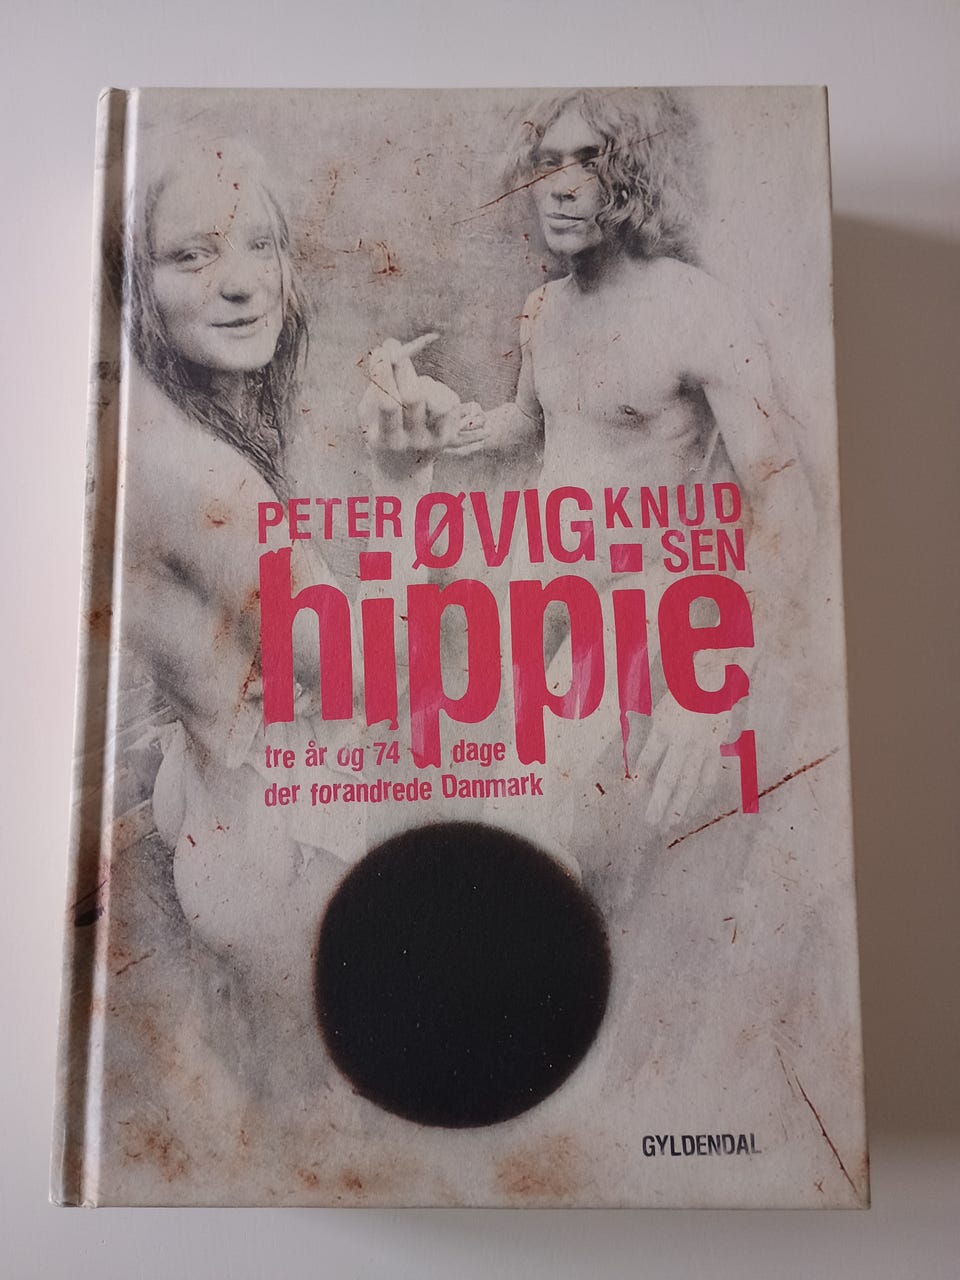 PETER ØVIG KNUD
SEN
hippie
1
tre år og 74 dage
der forandrede Danmark
GYLDENDAL